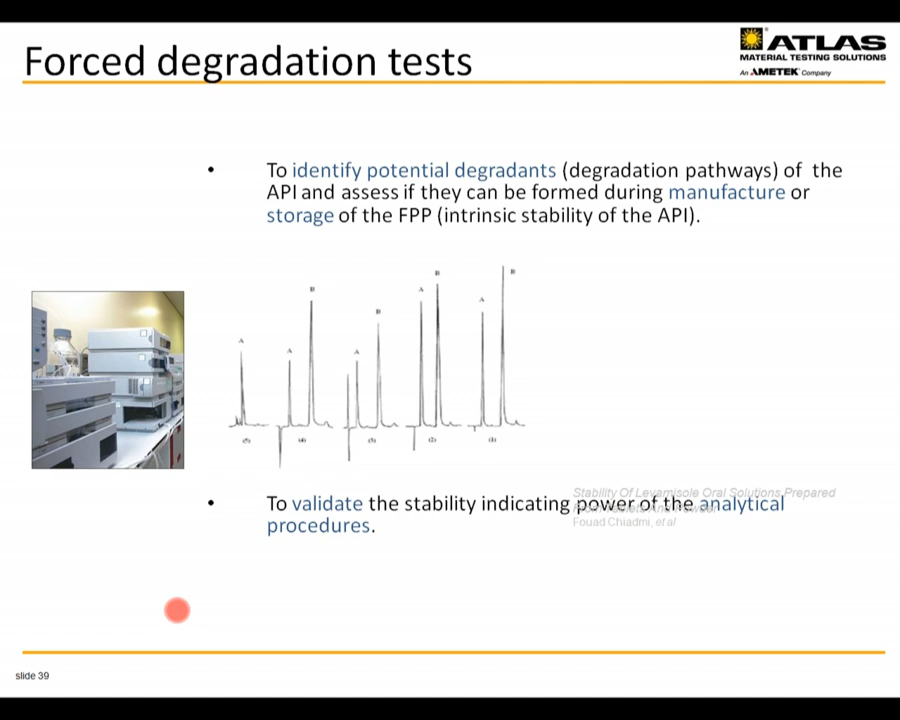 Forced degradation tests
ATLAS
MATERIAL TESTING SOLUTIONS
An AMETEK Company
• To identify potential degradants (degradation pathways) of the
API and assess if they can be formed during manufacture or
storage of the FPP (intrinsic stability of the API).
A
B
A
A
B
A
B
A
B
• To validate the stability indicating power of the analytical
procedures.
Stability Of Levamisole Oral Solutions Prepared
Fouad Chiadmi, et al
slide 39